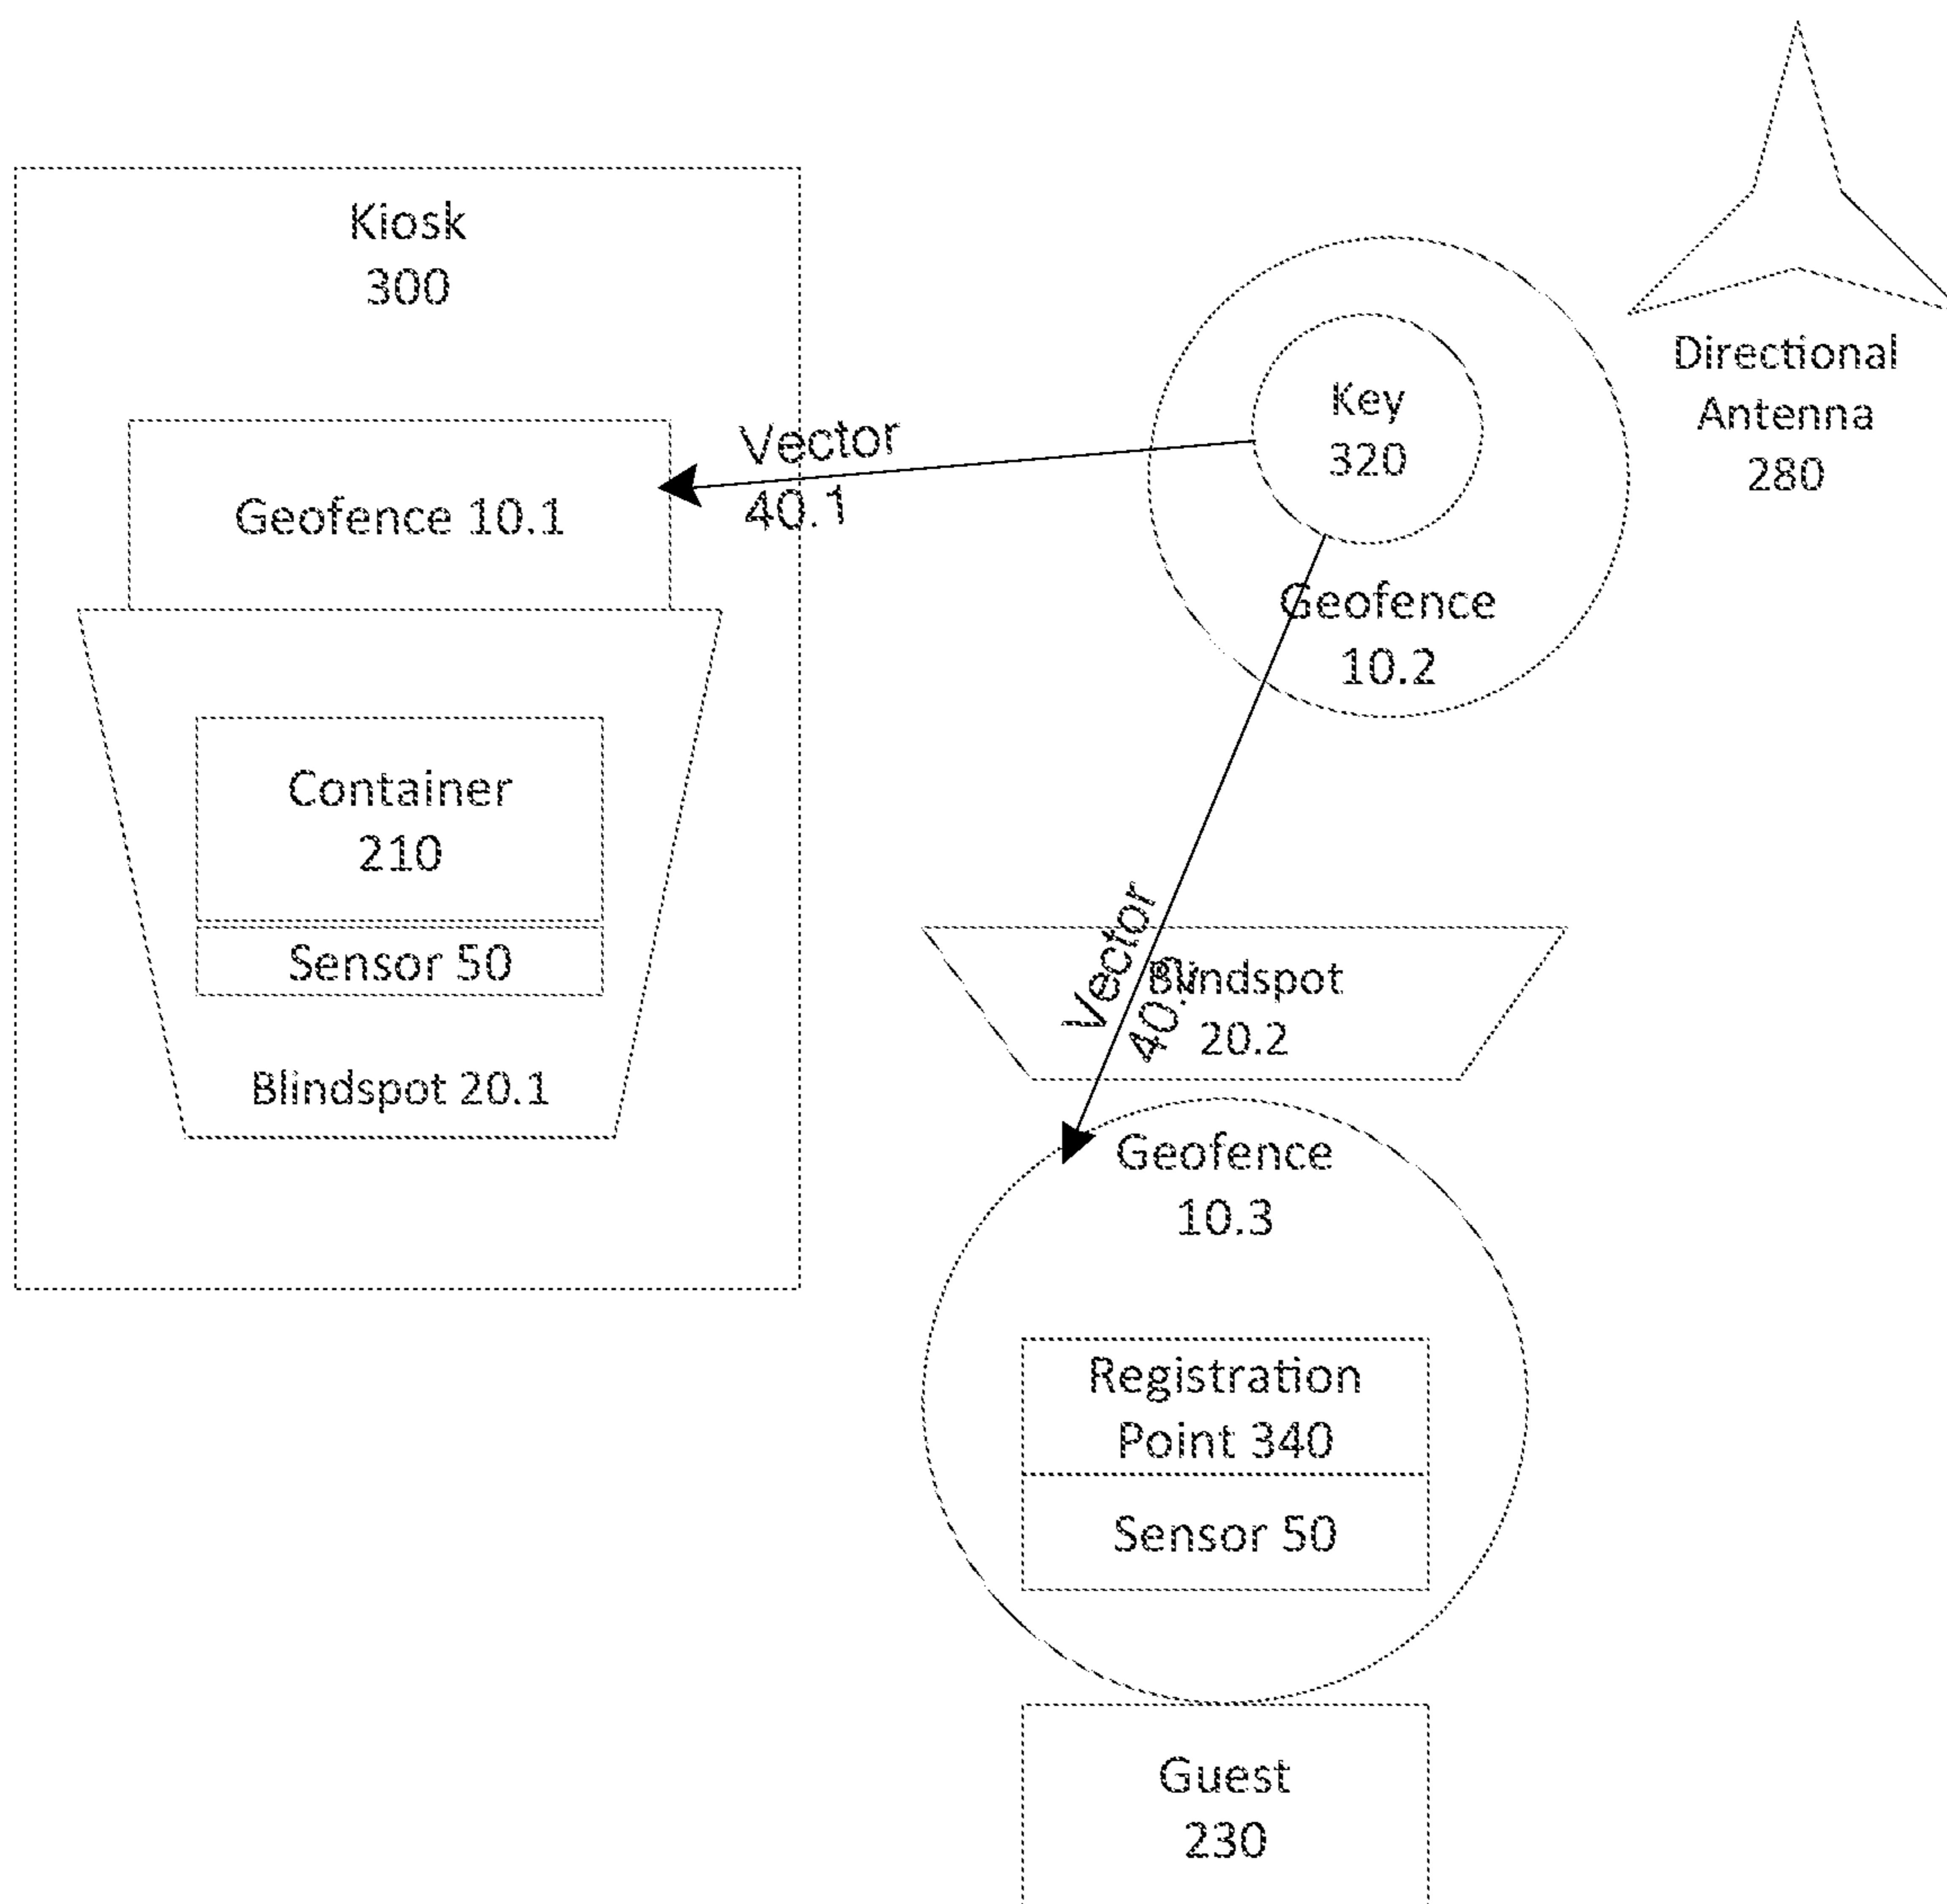 Kiosk
300
Directional
Antenna
280
Key
320
Vector
40.1
Geofence 10.1
Geofence
10.2
Container
210
Sensor 50
Blindspot 20.1
Vector
Blindspot
20.2
Geofence
10.3
Registration
Point 340
Sensor 50
Guest
230